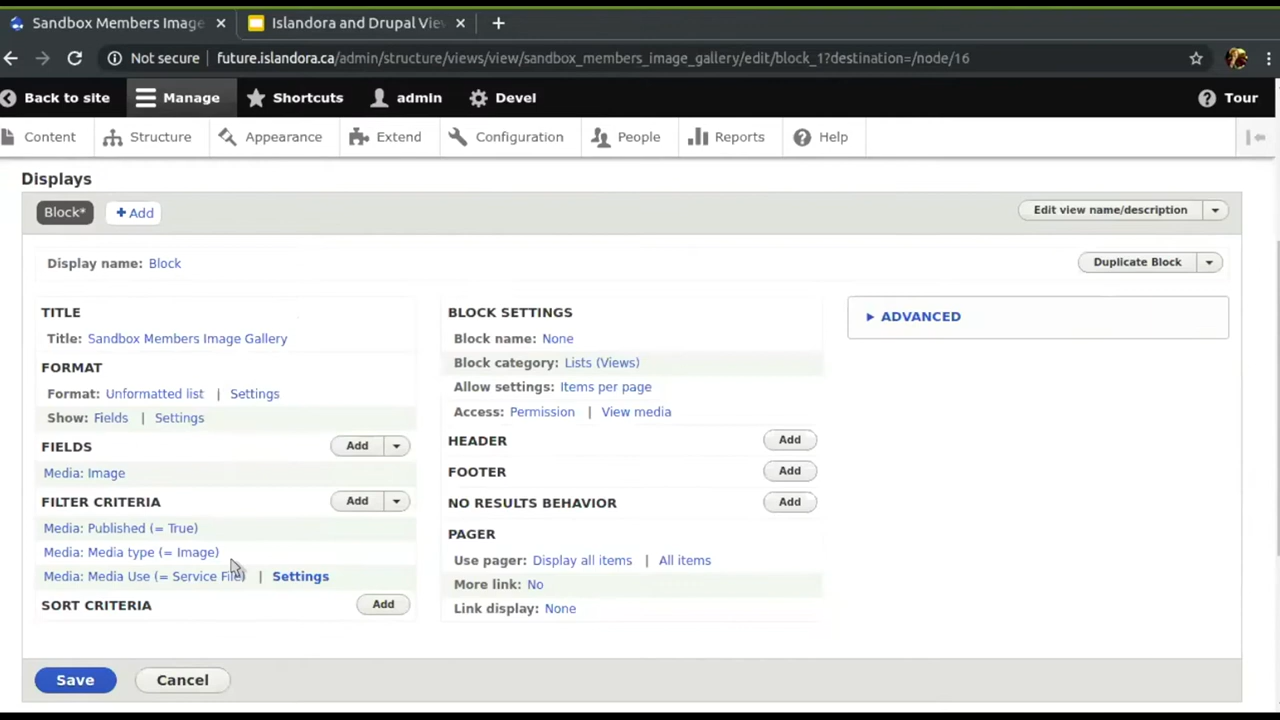 Sandbox Members Image
Islandora and Drupal Vie
Not secure future.islandora.ca/admin/structure/views/view/sandbox_members_image_gallery/edit/block_1?destination=/node/16
Back to site Manage Shortcuts admin Devel Tour
Content Structure Appearance Extend Configuration People Reports Help
Displays
Block* + Add Edit view name/description
Display name: Block Duplicate Block
TITLE
Title: Sandbox Members Image Gallery
FORMAT
Format: Unformatted list | Settings
Show: Fields | Settings
FIELDS Add
Media: Image
FILTER CRITERIA Add
Media: Published (= True)
Media: Media type (= Image)
Media: Media Use (= Service File) | Settings
SORT CRITERIA Add
BLOCK SETTINGS
Block name: None
Block category: Lists (Views)
Allow settings: Items per page
Access: Permission | View media
HEADER Add
FOOTER Add
NO RESULTS BEHAVIOR Add
PAGER
Use pager: Display all items | All items
More link: No
Link display: None
ADVANCED
Save Cancel